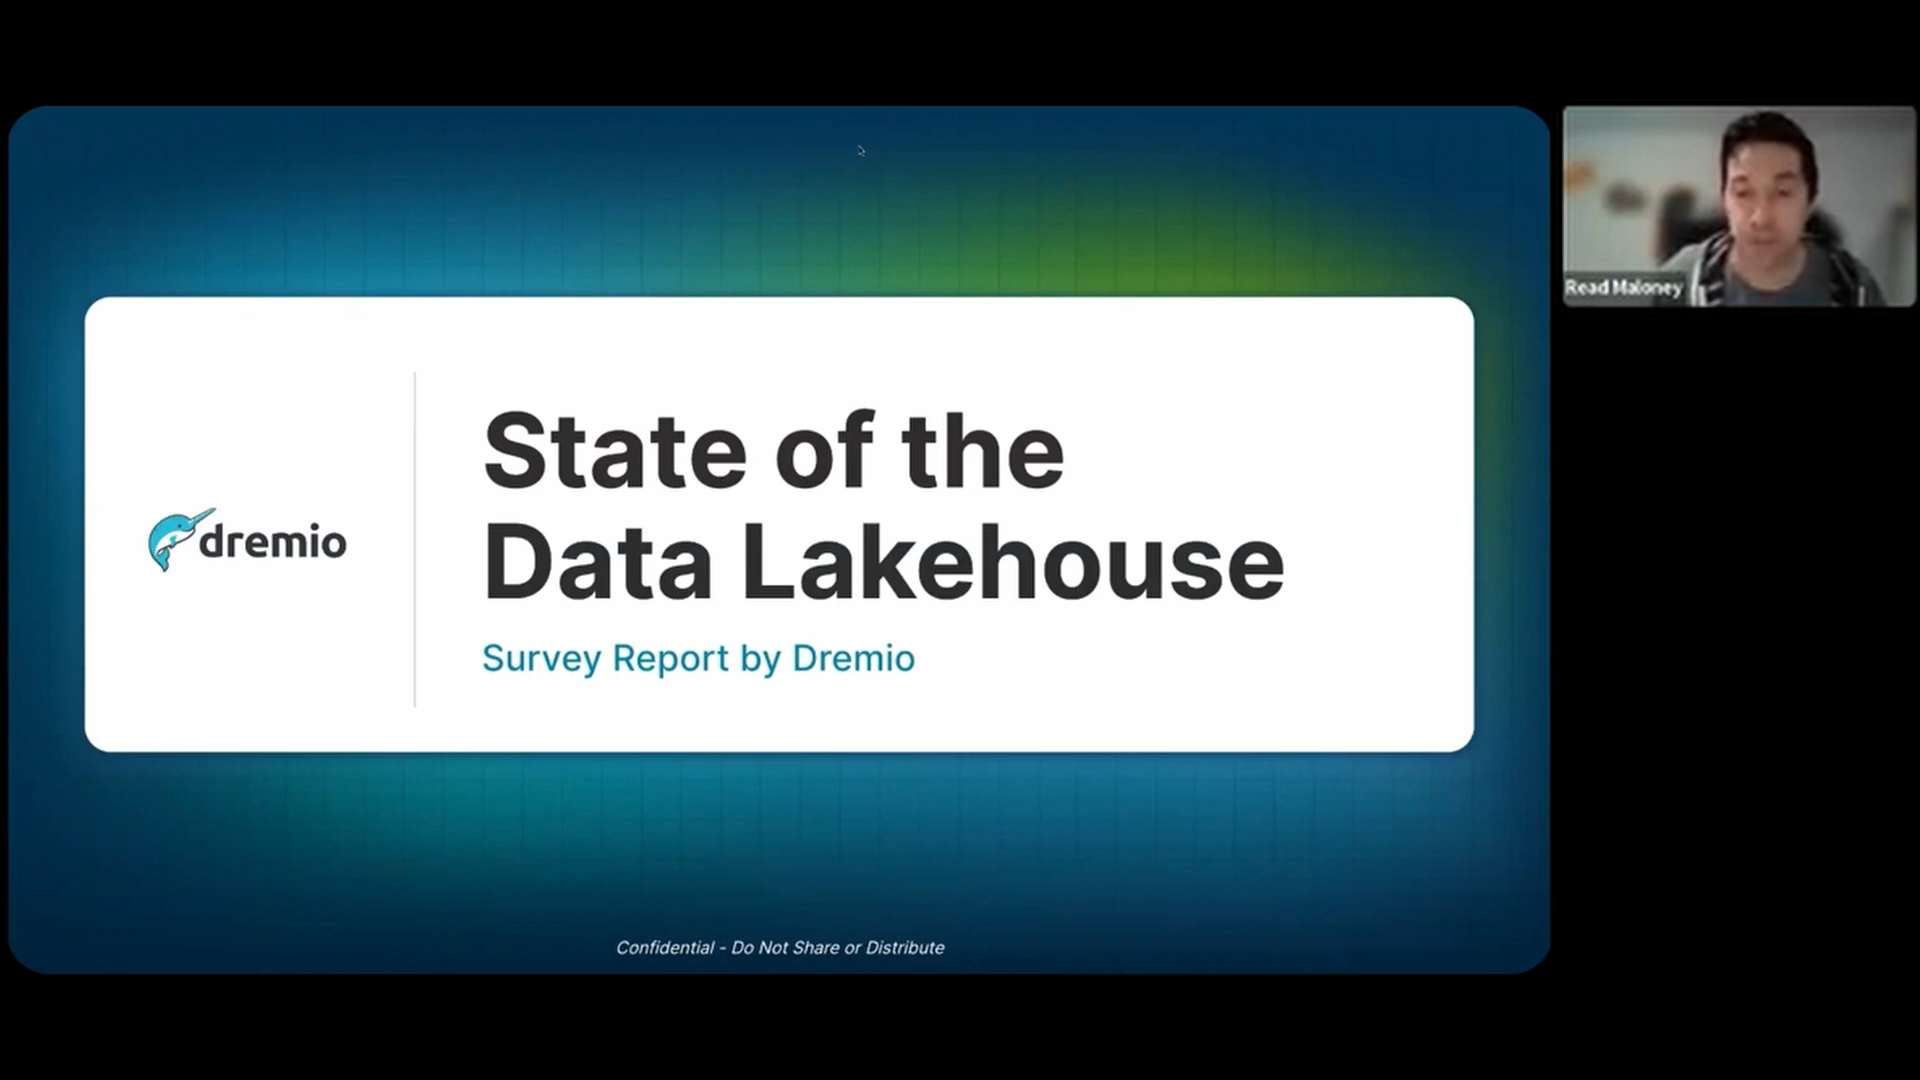 dremio
State of the
Data Lakehouse
Survey Report by Dremio
Confidential - Do Not Share or Distribute
Read Maloney